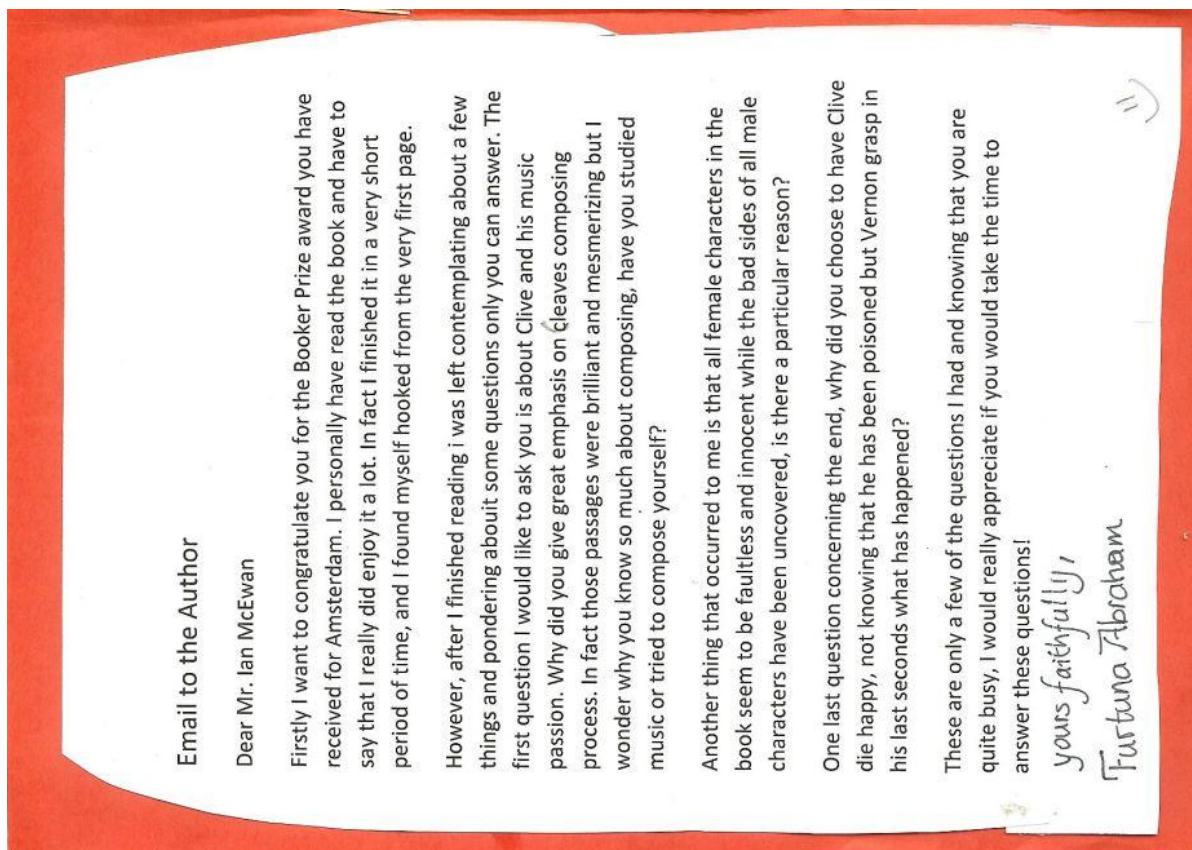 Email to the Author
Dear Mr. Ian McEwan
Firstly I want to congratulate you for the Booker Prize award you have
received for Amsterdam. I personally have read the book and have to
say that I really did enjoy it a lot. In fact I finished it in a very short
period of time, and I found myself hooked from the very first page.
However, after I finished reading i was left contemplating about a few
things and pondering abouit some questions only you can answer. The
first question I would like to ask you is about Clive and his music
passion. Why did you give great emphasis on Cleaves composing
process. In fact those passages were brilliant and mesmerizing but I
wonder why you know so much about composing, have you studied
music or tried to compose yourself?
Another thing that occurred to me is that all female characters in the
book seem to be faultless and innocent while the bad sides of all male
characters have been uncovered, is there a particular reason?
One last question concerning the end, why did you choose to have Clive
die happy, not knowing that he has been poisoned but Vernon grasp in
his last seconds what has happened?
These are only a few of the questions I had and knowing that you are
quite busy, I would really appreciate if you would take the time to
answer these questions!
yours faithfully,
Furtuna Abraham =)